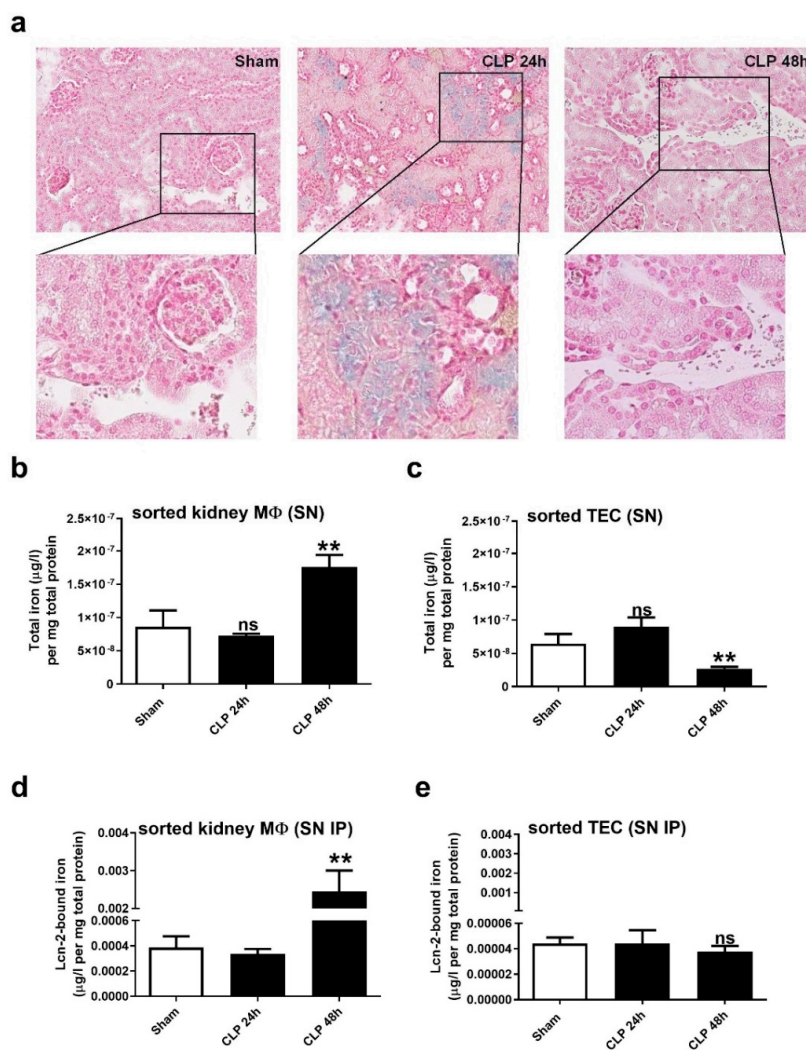 a
Sham
CLP 24h
CLP 48h
b
sorted kidney MΦ (SN)
Total iron (μg/l)
per mg total protein
2.5×10⁻⁷
2×10⁻⁷
1.5×10⁻⁷
1×10⁻⁷
5×10⁻⁸
0
ns
**
Sham
CLP 24h
CLP 48h
c
sorted TEC (SN)
Total iron (μg/l)
per mg total protein
2.5×10⁻⁷
2×10⁻⁷
1.5×10⁻⁷
1×10⁻⁷
5×10⁻⁸
0
ns
**
Sham
CLP 24h
CLP 48h
d
sorted kidney MΦ (SN IP)
Lcn-2-bound iron
(μg/l per mg total protein)
0.004
0.003
0.002
0.0006
0.0004
0.0002
0.0000
**
Sham
CLP 24h
CLP 48h
e
sorted TEC (SN IP)
Lcn-2-bound iron
(μg/l per mg total protein)
0.004
0.004
0.003
0.002
0.001
0.00006
0.00004
0.00002
0.00000
ns
Sham
CLP 24h
CLP 48h